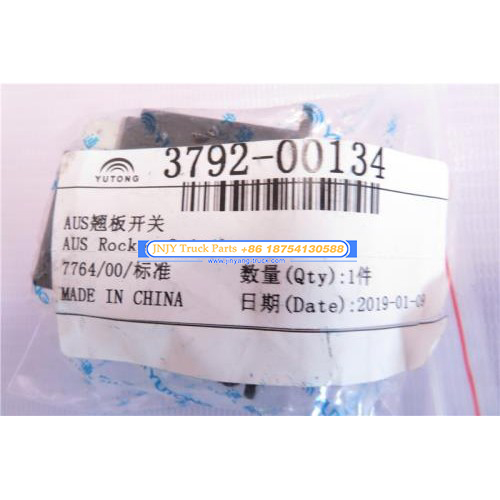 YUTONG
3792-00134
AUS翘板开关
AUS Rock
JNJY Truck Parts +86 18754130588
www.jinhyang.truck.com
7764/00/标准
数量(Qty):1件
MADE IN CHINA
日期(Date):2019-01-09